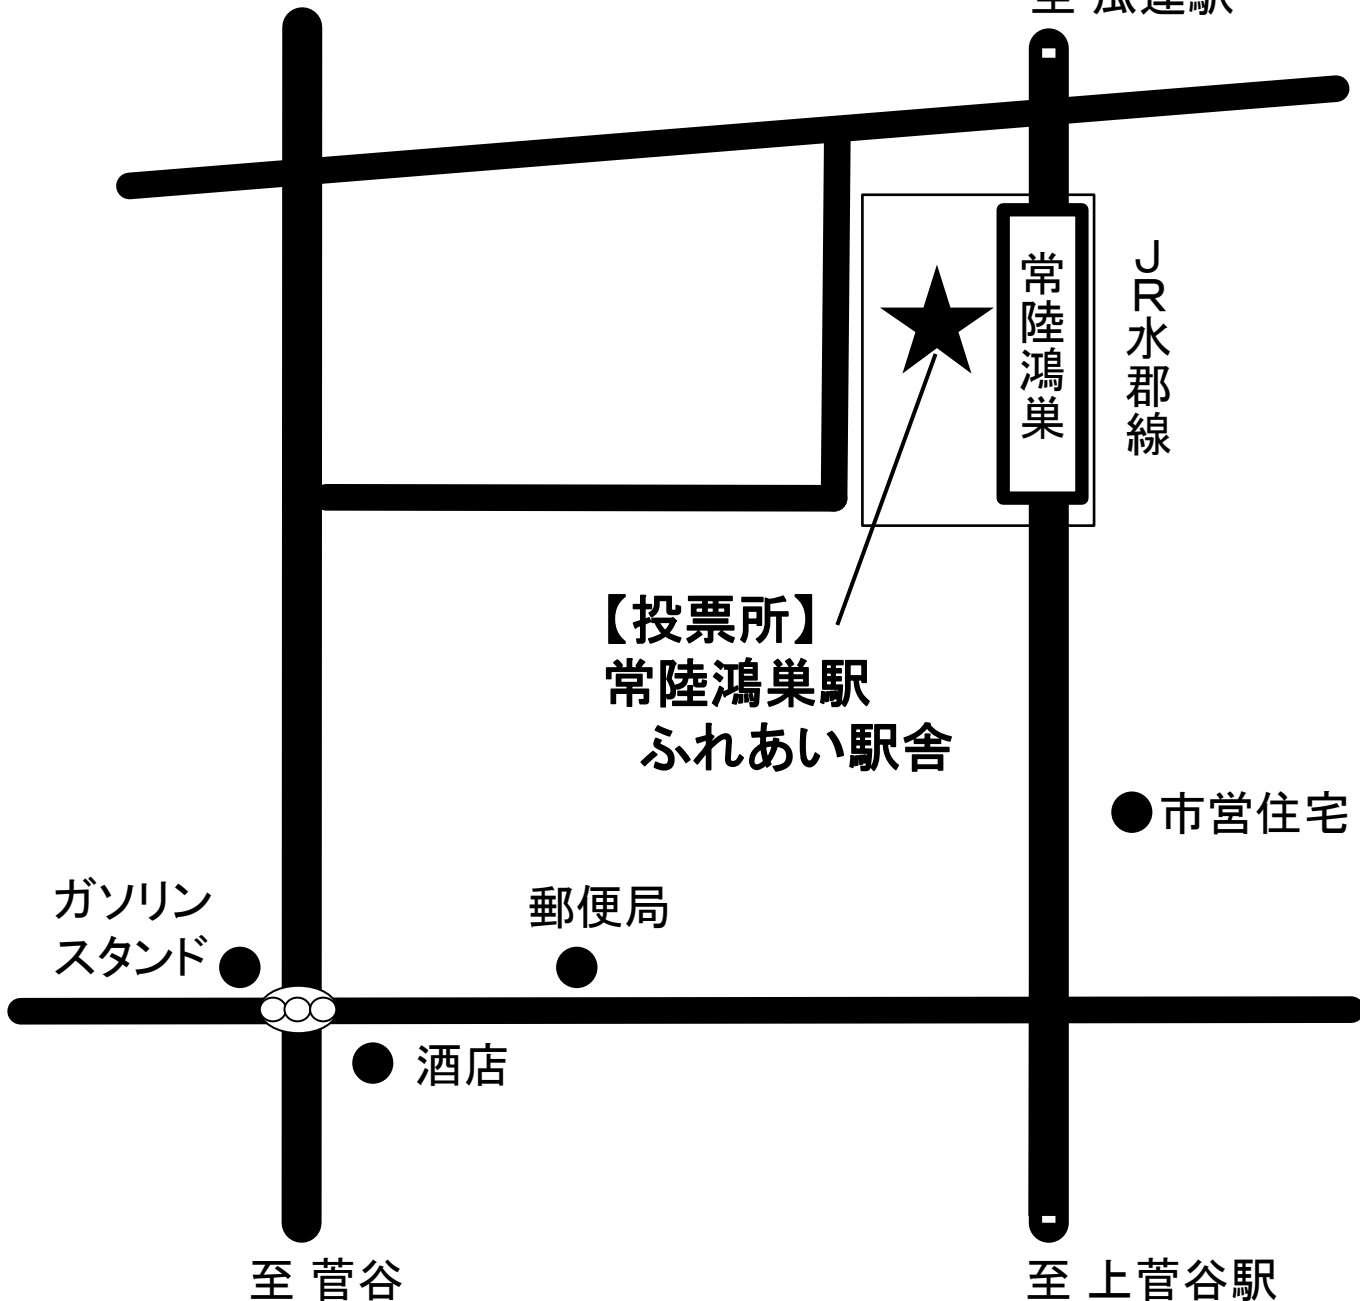 至 瓜連駅
常陸鴻巣
JR水郡線
【投票所】
常陸鴻巣駅
ふれあい駅舎
市営住宅
ガソリン
スタンド
郵便局
酒店
至 菅谷
至 上菅谷駅